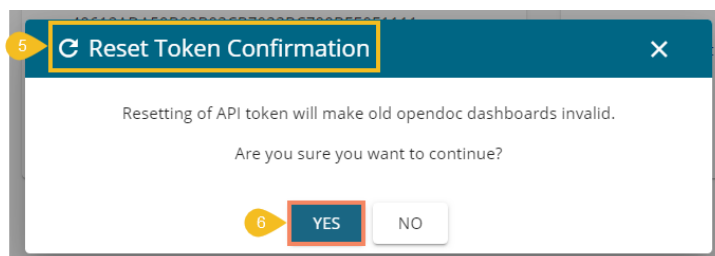 5
Reset Token Confirmation
Resetting of API token will make old opendoc dashboards invalid.
Are you sure you want to continue?
6
YES
NO